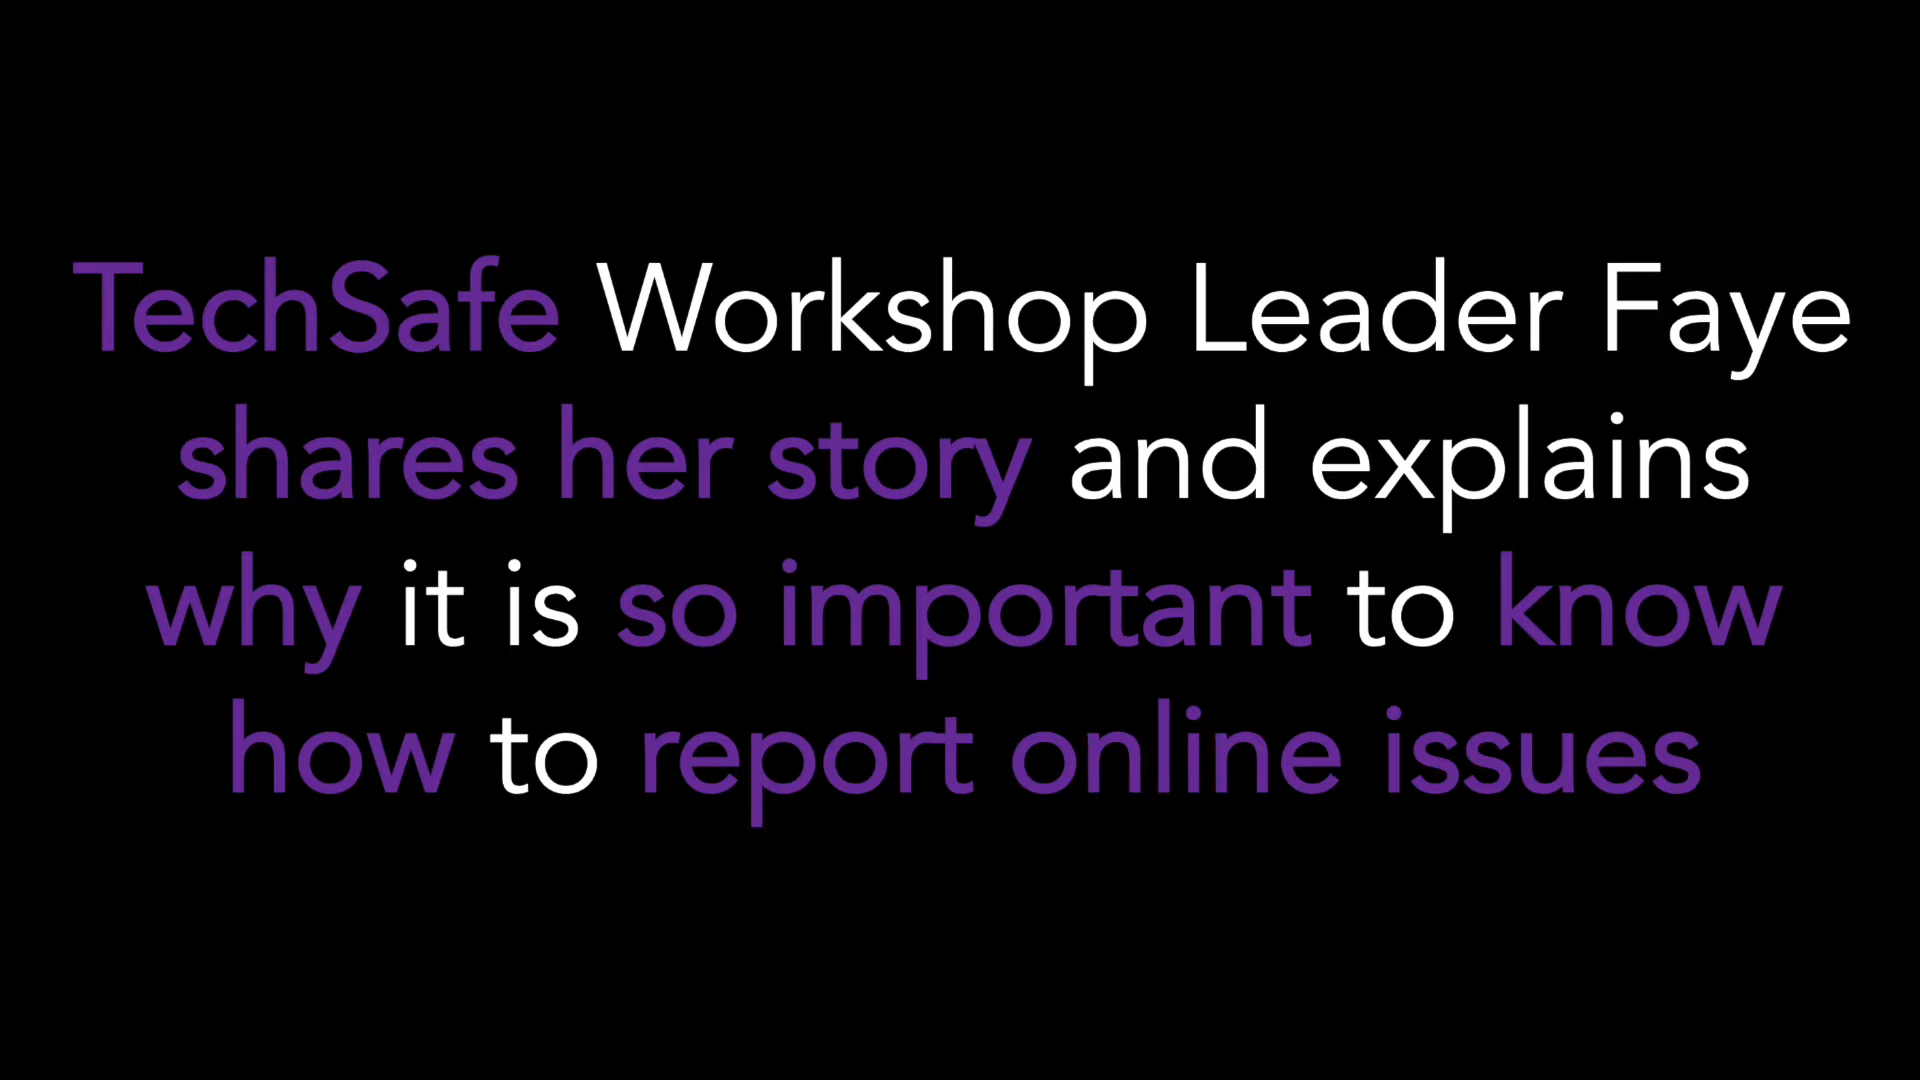 TechSafe Workshop Leader Faye
shares her story and explains
why it is so important to know
how to report online issues